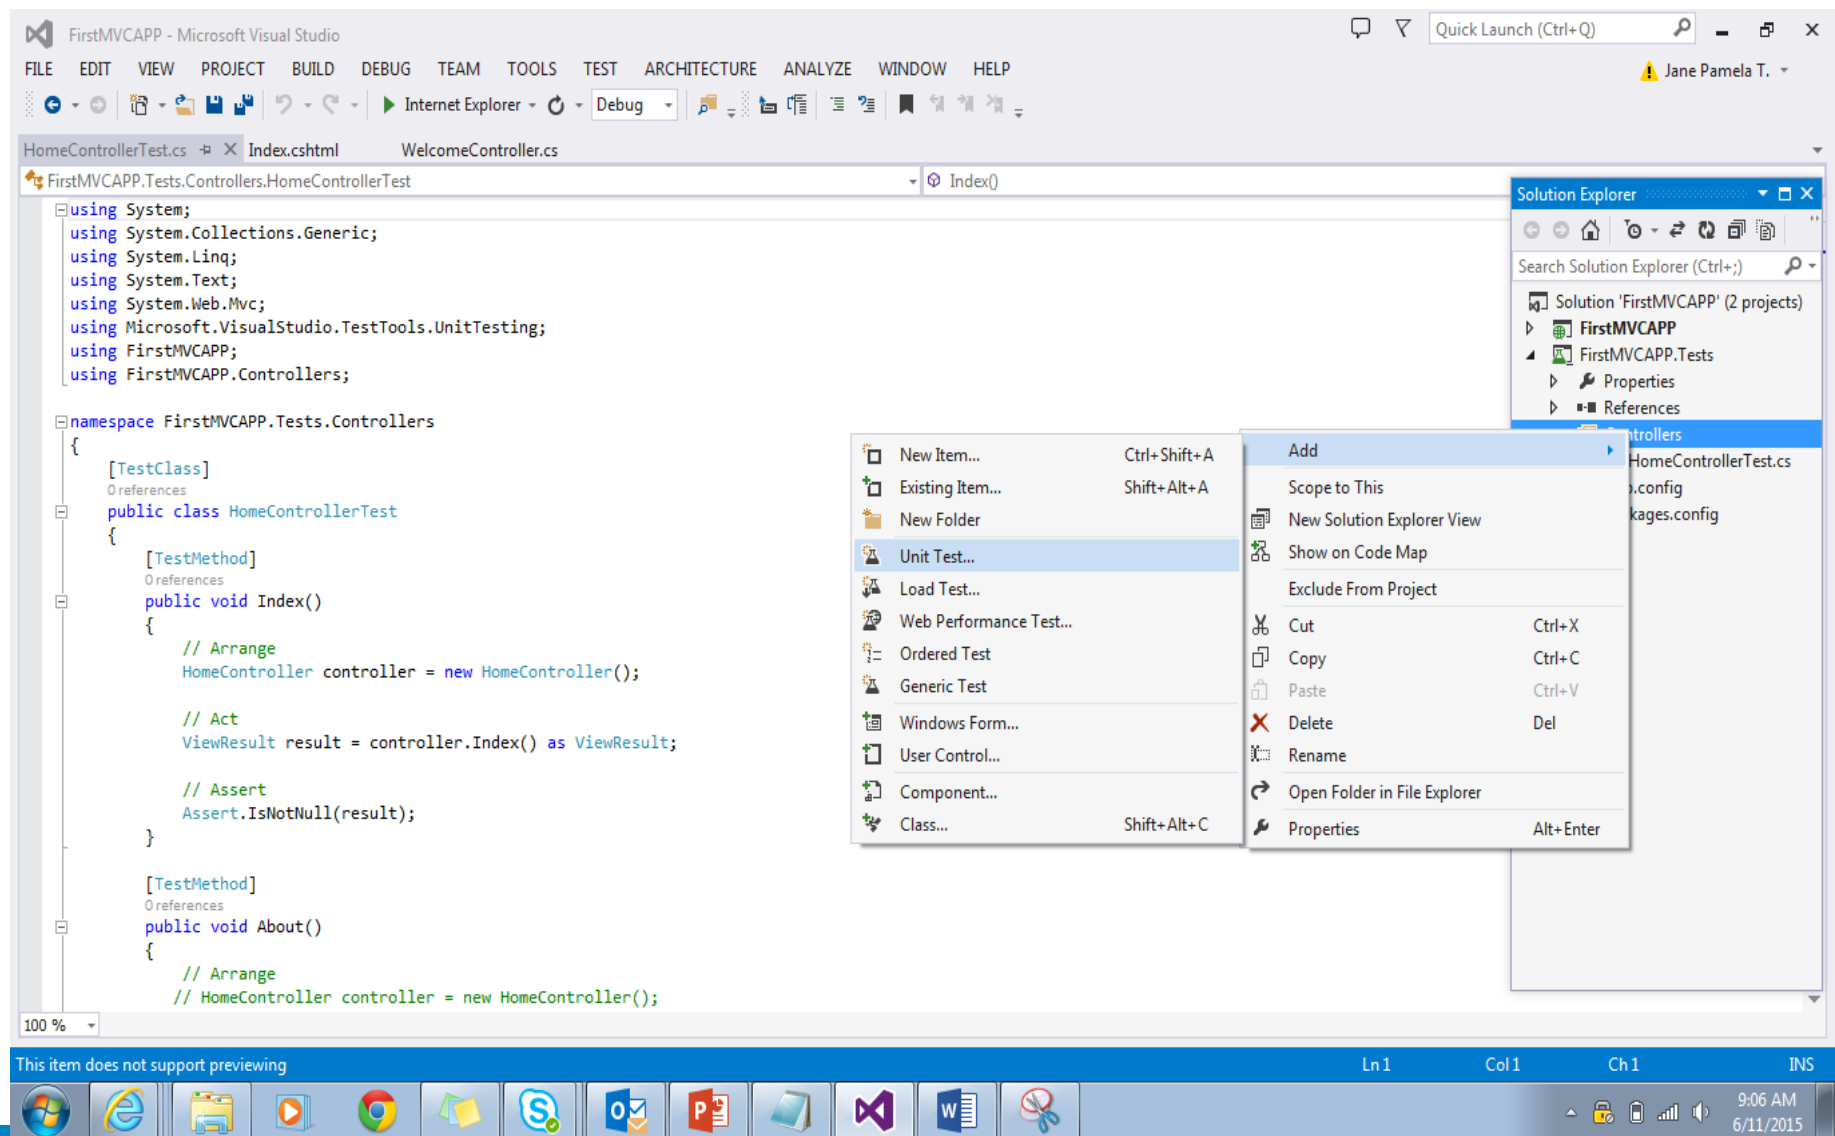 FirstMVCAPP - Microsoft Visual Studio
Quick Launch (Ctrl+Q)
FILE EDIT VIEW PROJECT BUILD DEBUG TEAM TOOLS TEST ARCHITECTURE ANALYZE WINDOW HELP
Jane Pamela T.
Internet Explorer
Debug
HomeControllerTest.cs
Index.cshtml
WelcomeController.cs
FirstMVCAPP.Tests.Controllers.HomeControllerTest
Index()
using System;
using System.Collections.Generic;
using System.Linq;
using System.Text;
using System.Web.Mvc;
using Microsoft.VisualStudio.TestTools.UnitTesting;
using FirstMVCAPP;
using FirstMVCAPP.Controllers;
namespace FirstMVCAPP.Tests.Controllers
{
[TestClass]
0 references
public class HomeControllerTest
{
[TestMethod]
0 references
public void Index()
{
// Arrange
HomeController controller = new HomeController();
// Act
ViewResult result = controller.Index() as ViewResult;
// Assert
Assert.IsNotNull(result);
}
[TestMethod]
0 references
public void About()
{
// Arrange
// HomeController controller = new HomeController();
100 %
New Item... Ctrl+Shift+A
Existing Item... Shift+Alt+A
New Folder
Unit Test...
Load Test...
Web Performance Test...
Ordered Test
Generic Test
Windows Form...
User Control...
Component...
Class... Shift+Alt+C
Add
Scope to This
New Solution Explorer View
Show on Code Map
Exclude From Project
Cut Ctrl+X
Copy Ctrl+C
Paste Ctrl+V
Delete Del
Rename
Open Folder in File Explorer
Properties Alt+Enter
Solution Explorer
Search Solution Explorer (Ctrl+;)
Solution 'FirstMVCAPP' (2 projects)
FirstMVCAPP
FirstMVCAPP.Tests
Properties
References
trollers
HomeControllerTest.cs
.config
kages.config
This item does not support previewing
Ln 1 Col 1 Ch 1 INS
9:06 AM
6/11/2015